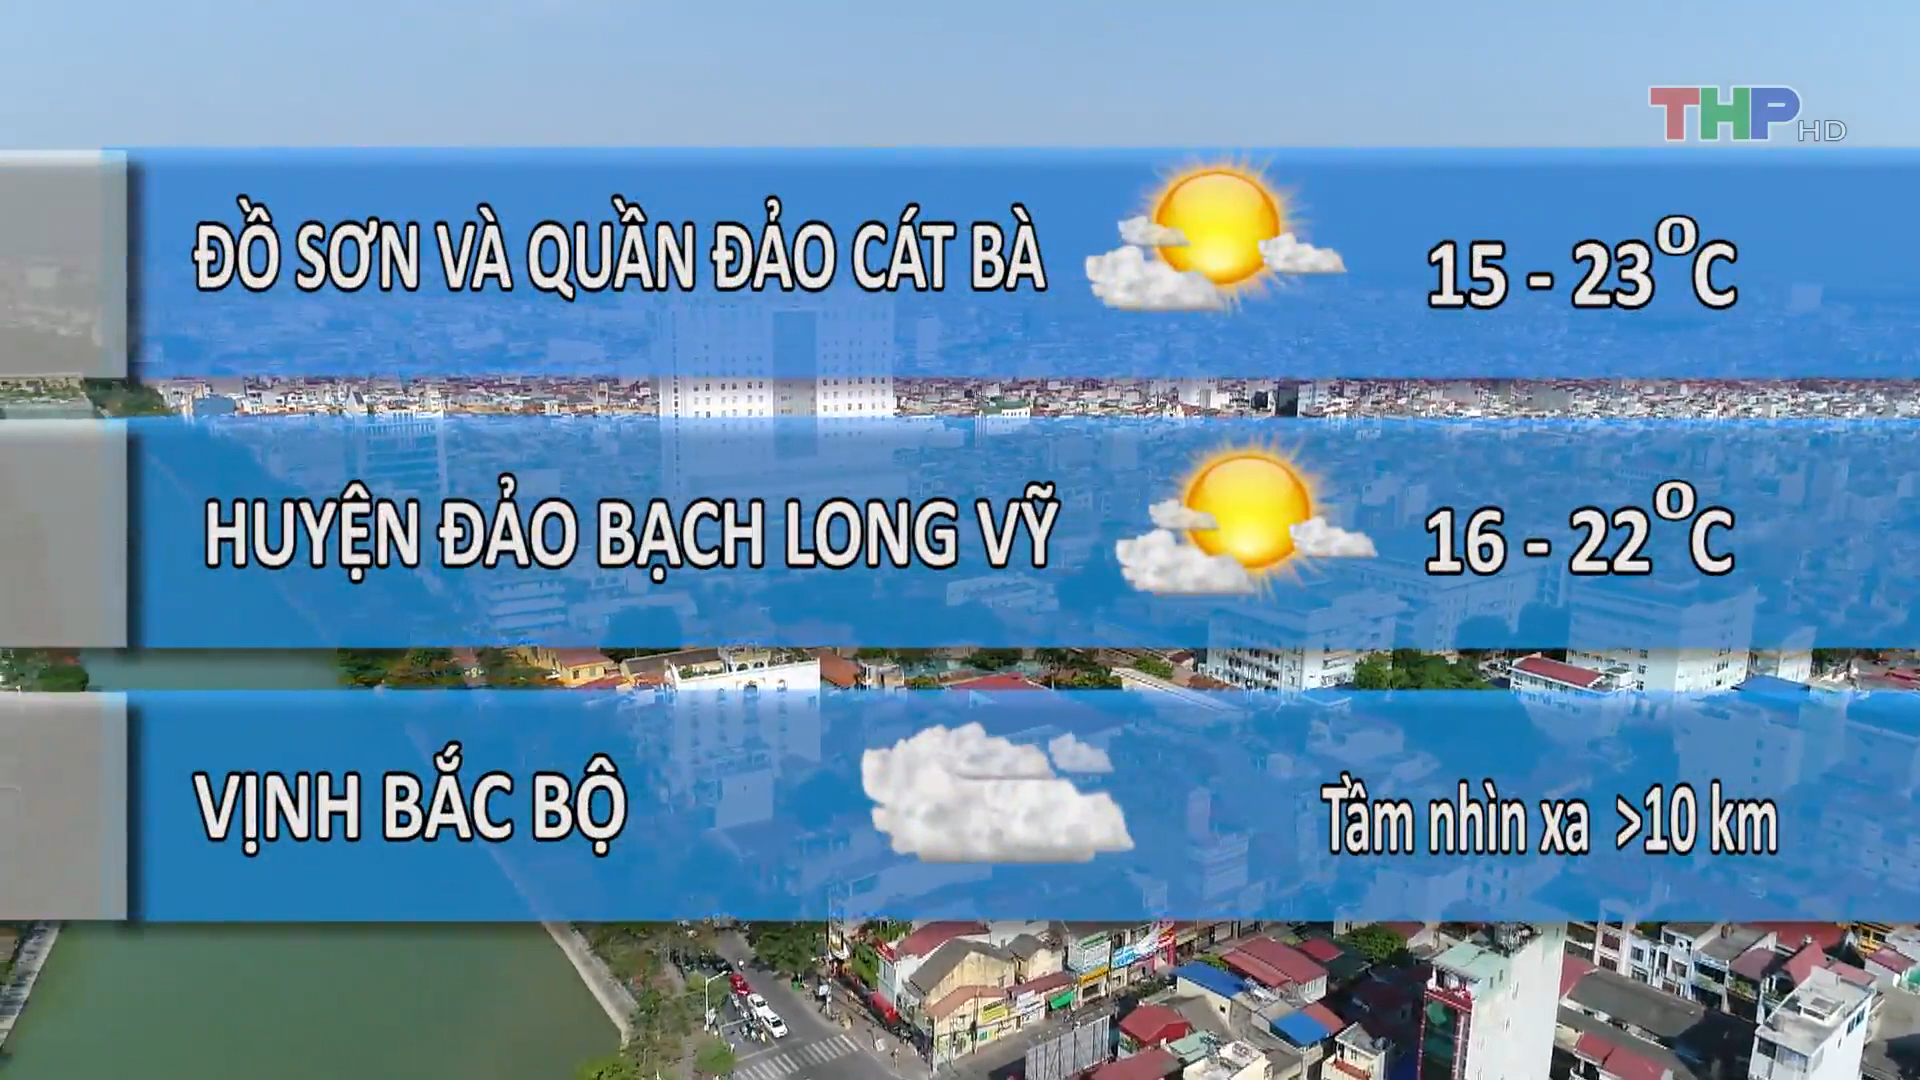 THP HD
ĐỒ SƠN VÀ QUẦN ĐẢO CÁT BÀ 15 - 23°C
HUYỆN ĐẢO BẠCH LONG VỸ 16 - 22°C
VỊNH BẮC BỘ Tầm nhìn xa >10 km